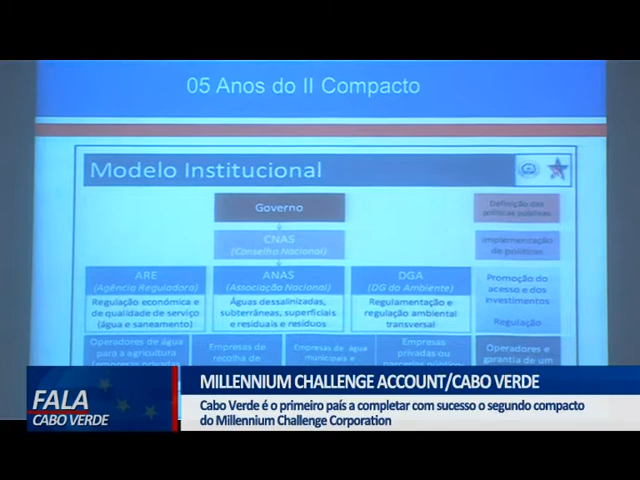 05 Anos do II Compacto
Modelo Institucional
Governo
Definição das
políticas públicas
CNAS
(Conselho Nacional)
Implementação
de políticas
ARE
(Agência Reguladora)
ANAS
(Associação Nacional)
DGA
(DG do Ambiente)
Promoção do
acesso e dos
investimentos
Regulação
Regulação económica e
de qualidade de serviço
(água e saneamento)
Águas dessalinizadas,
subterrâneas, superficiais
e residuais e resíduos
Regulamentação e
regulação ambiental
transversal
Operadores de água
para a agricultura
(empresas privadas
Empresas de
recolha de
Empresas de água
municipais e
Empresas
privadas ou
Operadores e
garantia de um
MILLENNIUM CHALLENGE ACCOUNT/CABO VERDE
FALA
CABO VERDE
Cabo Verde é o primeiro país a completar com sucesso o segundo compacto
do Millennium Challenge Corporation